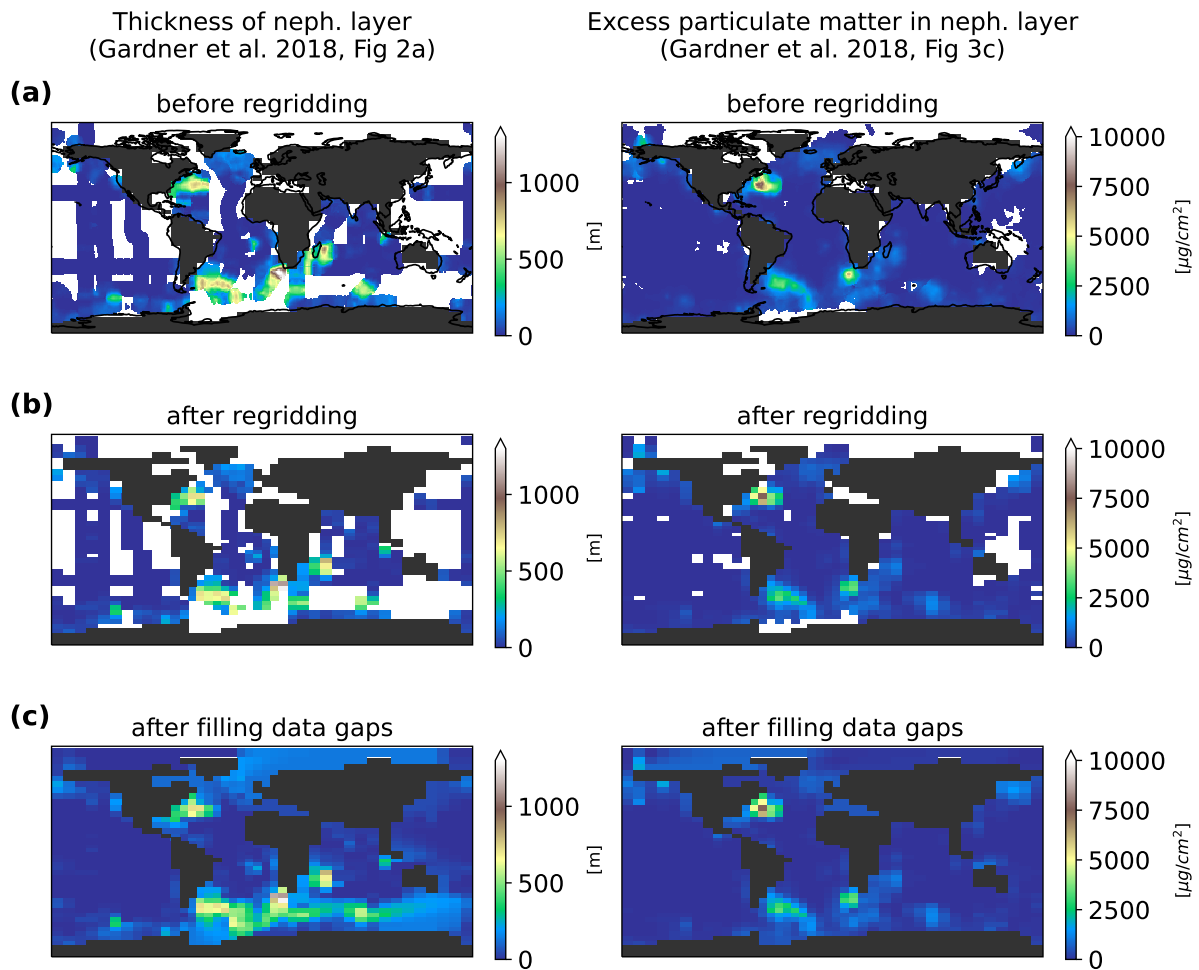 Thickness of neph. layer
(Gardner et al. 2018, Fig 2a)
Excess particulate matter in neph. layer
(Gardner et al. 2018, Fig 3c)
(a)
before regridding
1000
500
0
[m]
before regridding
10000
7500
5000
2500
0
[μg/cm²]
(b)
after regridding
1000
500
0
[m]
after regridding
10000
7500
5000
2500
0
[μg/cm²]
(c)
after filling data gaps
1000
500
0
[m]
after filling data gaps
10000
7500
5000
2500
0
[μg/cm²]